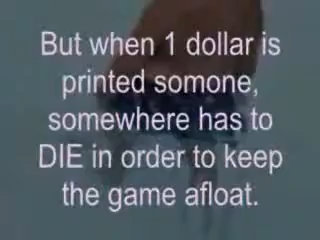 But when 1 dollar is
printed somone,
somewhere has to
DIE in order to keep
the game afloat.